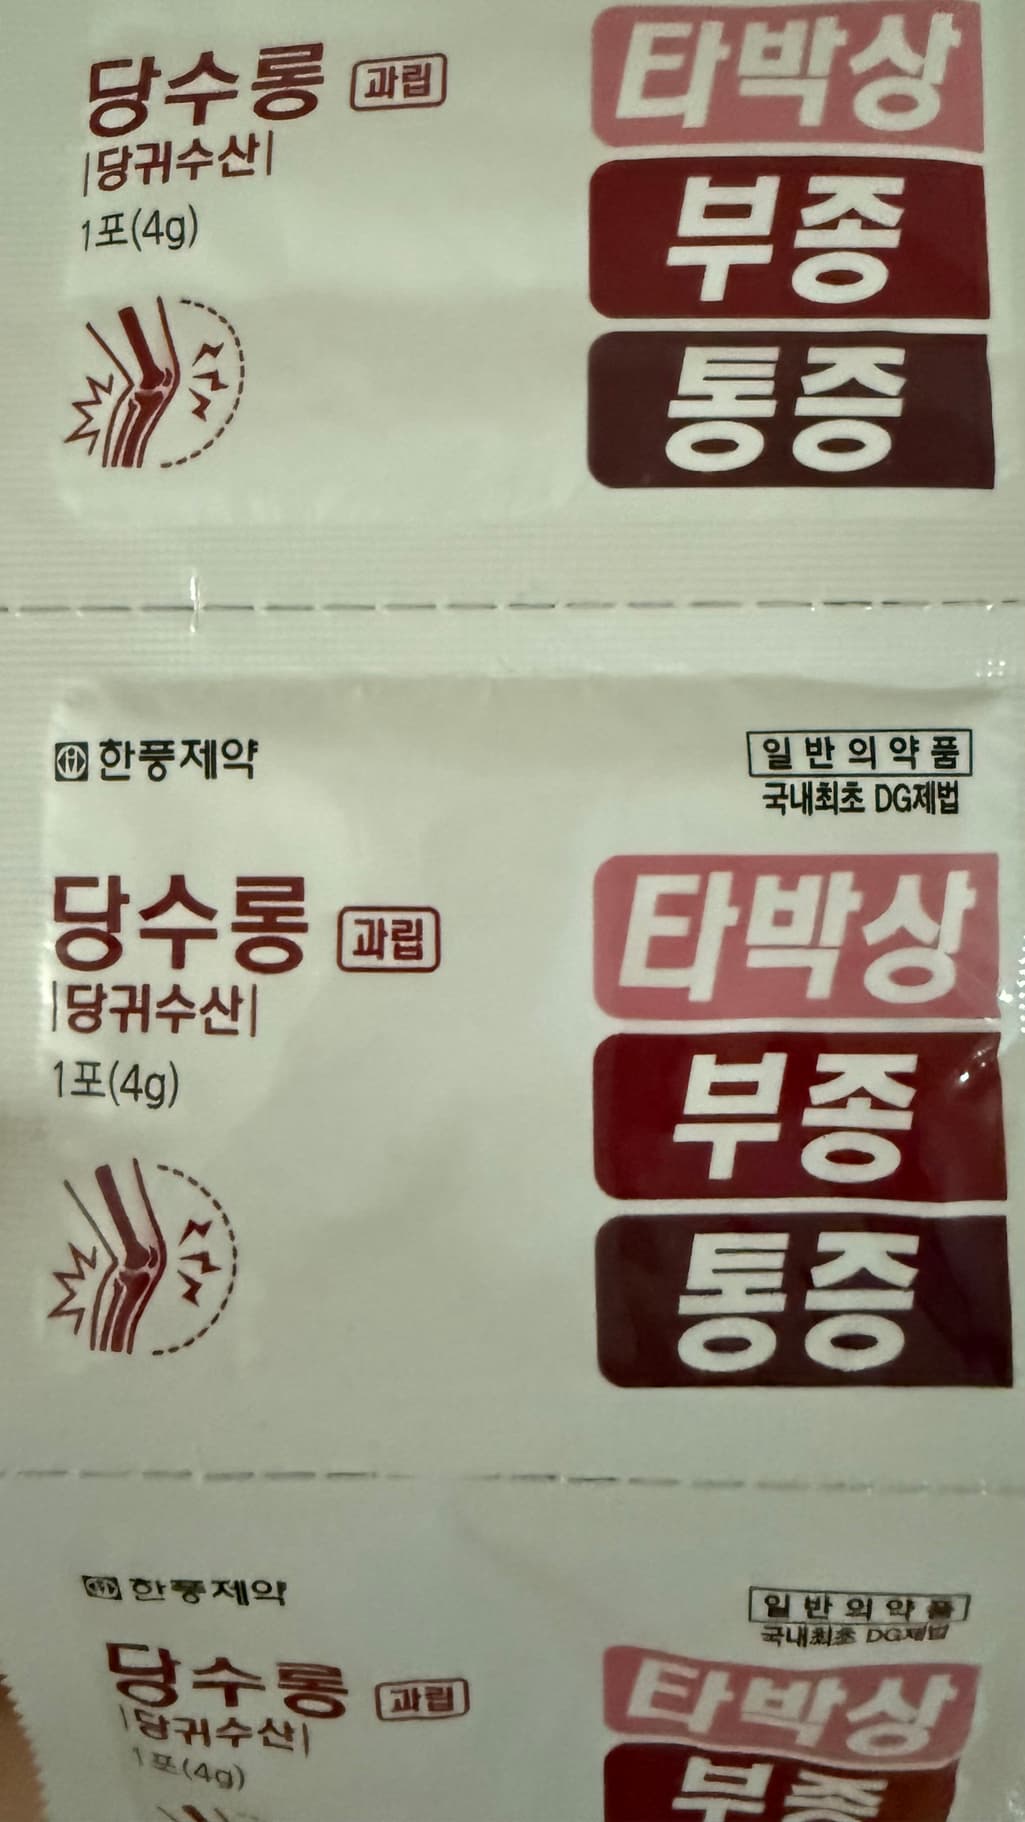 당수롱 과립
|당귀수산|
1포(4g)
타박상
부종
통증
한풍제약
일반의약품
국내최초 DG제법
당수롱 과립
|당귀수산|
1포(4g)
타박상
부종
통증
한풍제약
일반의약품
국내최초 DG제법
당수롱 과립
|당귀수산|
1포(4g)
타박상
부종